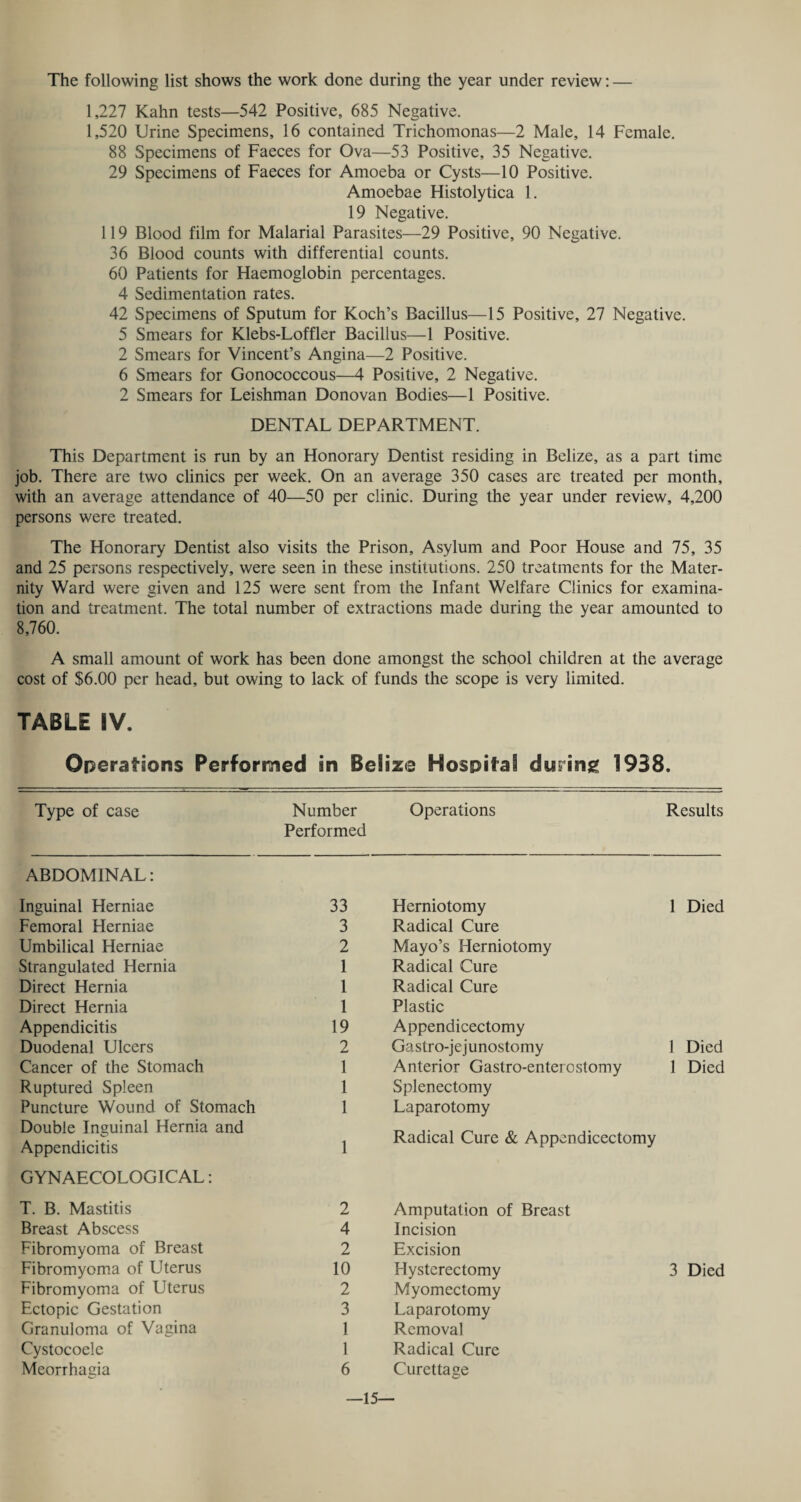 The following list shows the work done during the year under review: —
1,227 Kahn tests—542 Positive, 685 Negative.
1,520 Urine Specimens, 16 contained Trichomonas—2 Male, 14 Female.
88 Specimens of Faeces for Ova—53 Positive, 35 Negative.
29 Specimens of Faeces for Amoeba or Cysts—10 Positive.
Amoebae Histolytica 1.
19 Negative.
119 Blood film for Malarial Parasites—29 Positive, 90 Negative.
36 Blood counts with differential counts.
60 Patients for Haemoglobin percentages.
4 Sedimentation rates.
42 Specimens of Sputum for Koch's Bacillus—15 Positive, 27 Negative.
5 Smears for Klebs-Loffler Bacillus—1 Positive.
2 Smears for Vincent's Angina—2 Positive.
6 Smears for Gonococcous—4 Positive, 2 Negative.
2 Smears for Leishman Donovan Bodies—1 Positive.
DENTAL DEPARTMENT.
This Department is run by an Honorary Dentist residing in Belize, as a part time
job. There are two clinics per week. On an average 350 cases are treated per month,
with an average attendance of 40—50 per clinic. During the year under review, 4,200
persons were treated.
The Honorary Dentist also visits the Prison, Asylum and Poor House and 75, 35
and 25 persons respectively, were seen in these institutions. 250 treatments for the Mater-
nity Ward were given and 125 were sent from the Infant Welfare Clinics for examina-
tion and treatment. The total number of extractions made during the year amounted to
8,760.
A small amount of work has been done amongst the school children at the average
cost of $6.00 per head, but owing to lack of funds the scope is very limited.
TABLE IV.
Operations Performed in Belize Hospital during 1938.
Type of case Number Operations Results
Performed
ABDOMINAL:
Inguinal Herniae 33 Herniotomy 1 Died
Femoral Herniae 3 Radical Cure
Umbilical Herniae 2 Mayo's Herniotomy
Strangulated Hernia 1 Radical Cure
Direct Hernia 1 Radical Cure
Direct Hernia 1 Plastic
Appendicitis 19 Appendicectomy
Duodenal Ulcers 2 Gastro-jejunostomy 1 Died
Cancer of the Stomach 1 Anterior Gastro-enterostomy 1 Died
Ruptured Spleen 1 Splenectomy
Puncture Wound of Stomach 1 Laparotomy
Double Inguinal Hernia and
Appendicitis 1 Radical Cure & Appendicectomy
GYNAECOLOGICAL:
T. B. Mastitis 2 Amputation of Breast
Breast Abscess 4 Incision
Fibromyoma of Breast 2 Excision
Fibromyoma of Uterus 10 Hysterectomy 3 Died
Fibromyoma of Uterus 2 Myomectomy
Ectopic Gestation 3 Laparotomy
Granuloma of Vagina 1 Removal
Cystocoele 1 Radical Cure
Meorrhagia 6 Curettage
—15—